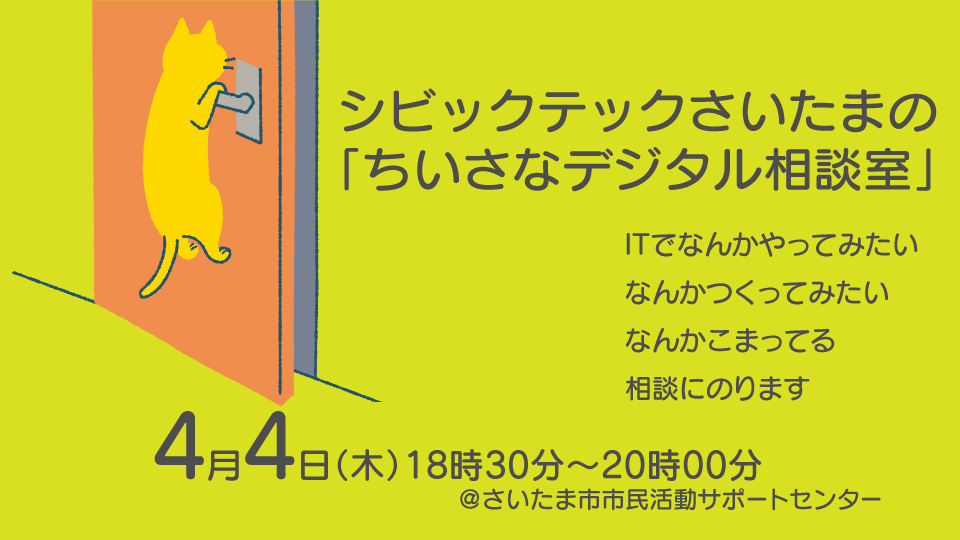 シビックテックさいたまの
「ちいさなデジタル相談室」
ITでなんかやってみたい
なんかつくってみたい
なんかこまってる
相談にのります
4月4日(木)18時30分～20時00分
@さいたま市市民活動サポートセンター